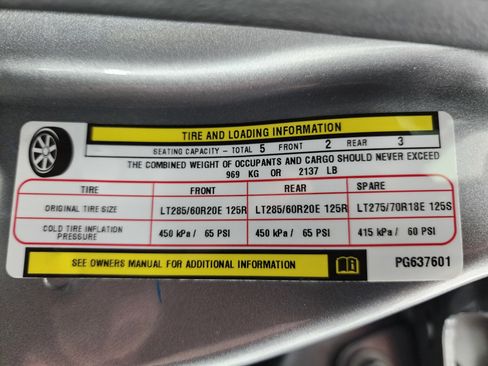 TIRE AND LOADING INFORMATION
SEATING CAPACITY – TOTAL 5 FRONT 2 REAR 3
THE COMBINED WEIGHT OF OCCUPANTS AND CARGO SHOULD NEVER EXCEED
969 KG OR 2137 LB
TIRE FRONT REAR SPARE
ORIGINAL TIRE SIZE LT285/60R20E 125R LT285/60R20E 125R LT275/70R18E 125S
COLD TIRE INFLATION PRESSURE 450 kPa / 65 PSI 450 kPa / 65 PSI 415 kPa / 60 PSI
SEE OWNERS MANUAL FOR ADDITIONAL INFORMATION PG637601